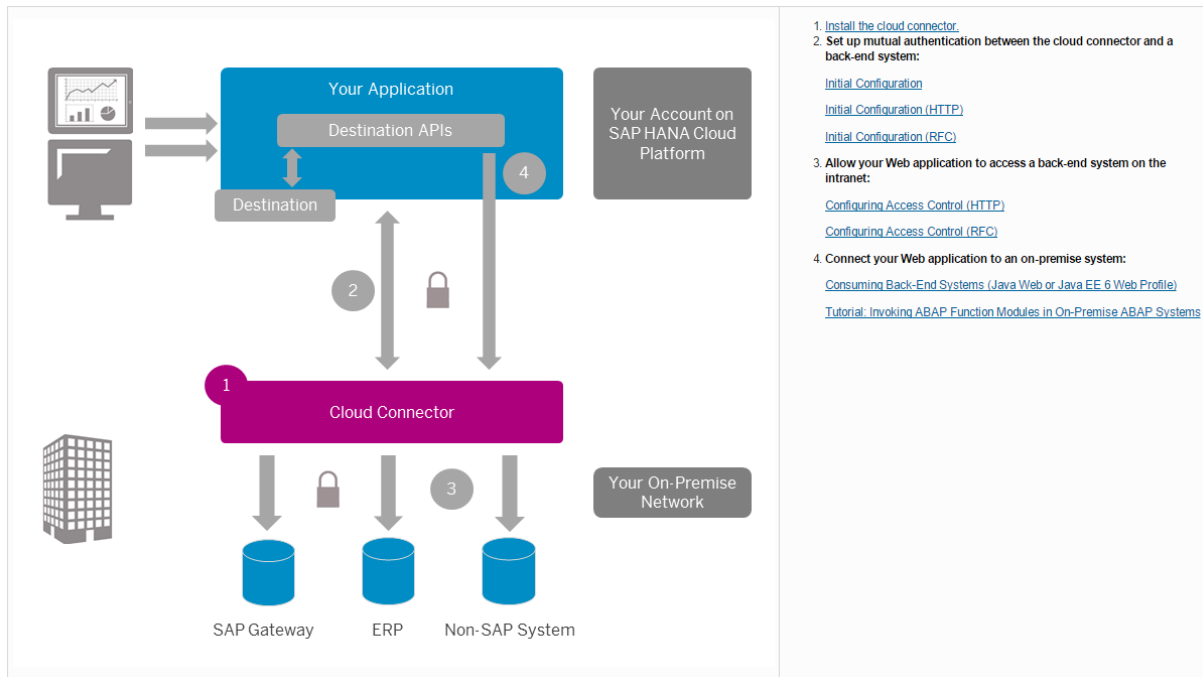 Your Application
Destination APIs
4
Destination
Your Account on
SAP HANA Cloud
Platform
2
1
Cloud Connector
3
Your On-Premise
Network
SAP Gateway
ERP
Non-SAP System
1. Install the cloud connector.
2. Set up mutual authentication between the cloud connector and a
back-end system:
Initial Configuration
Initial Configuration (HTTP)
Initial Configuration (RFC)
3. Allow your Web application to access a back-end system on the
intranet:
Configuring Access Control (HTTP)
Configuring Access Control (RFC)
4. Connect your Web application to an on-premise system:
Consuming Back-End Systems (Java Web or Java EE 6 Web Profile)
Tutorial: Invoking ABAP Function Modules in On-Premise ABAP Systems